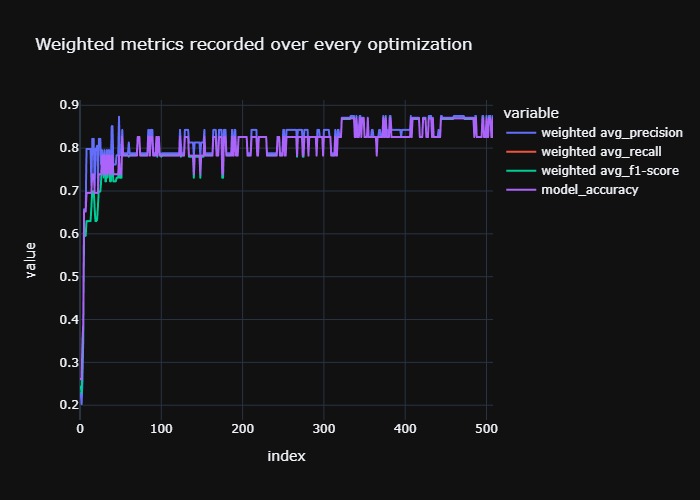 Weighted metrics recorded over every optimization
0.9
0.8
0.7
0.6
0.5
0.4
0.3
0.2
value
0
100
200
300
400
500
index
variable
weighted avg_precision
weighted avg_recall
weighted avg_f1-score
model_accuracy